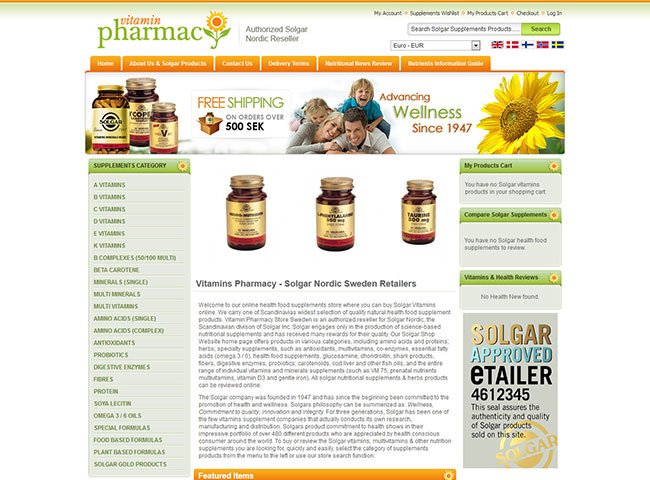 My Account Supplements Wishlist My Products Cart Checkout Log In
vitamin
pharmacy
Authorized Solgar
Nordic Reseller
Search Solgar Supplements Products..... Search
Euro - EUR
Home About Us & Solgar Products Contact Us Delivery Terms Nutritional News Review Nutrients Information Guide
SOLGAR
FREE SHIPPING
ON ORDERS OVER
500 SEK
Advancing
Wellness
Since 1947
SUPPLEMENTS CATEGORY
A VITAMINS
B VITAMINS
C VITAMINS
D VITAMINS
E VITAMINS
K VITAMINS
B COMPLEXES (50/100 MULTI)
BETA CAROTENE
MINERALS (SINGLE)
MULTI MINERALS
MULTI VITAMINS
AMINO ACIDS (SINGLE)
AMINO ACIDS (COMPLEX)
ANTIOXIDANTS
PROBIOTICS
DIGESTIVE ENZYMES
FIBRES
PROTEIN
SOYA LECITIN
OMEGA 3 / 6 OILS
SPECIAL FORMULAS
FOOD BASED FORMULAS
PLANT BASED FORMULAS
SOLGAR GOLD PRODUCTS
NEURO-NUTRIENTS
L-PHENYLALANINE
500 mg
TAURINE
500 mg
Vitamins Pharmacy - Solgar Nordic Sweden Retailers
Welcome to our online health food supplements store where you can buy Solgar Vitamins
online. We carry one of Scandinavias widest selection of quality natural health food supplement
products. Vitamin Pharmacy Store Sweden is an authorized reseller for Solgar Nordic, the
Scandinavian division of Solgar Inc. Solgar engages only in the production of science-based
nutritional supplements and has received many rewards for their quality. Our Solgar Shop
Website home page offers products in various categories, including amino acids and proteins;
herbs; specialty supplements, such as antioxidants, multivitamins, co-enzymes, essential fatty
acids (omega 3 / 6), health food supplements, glucosamine, chondroitin, shark products,
fibers, digestive enzymes, probiotics; carotenoids, cod liver and other fish oils, and the entire
range of individual vitamins and minerals supplements (such as VM 75, prenatal nutrients
multivitamins, vitamin D3 and gentle iron). All solgar nutritional supplements & herbs products
can be reviewed online.
The Solgar company was founded in 1947 and has since the beginning been committed to the
promotion of health and wellness. Solgars philosophy can be summerized as: Wellness,
Commitment to quality, innovation and integrity. For three generations, Solgar has been one of
the few vitamins supplement companies that actually conducts its own research,
manufacturing and distribution. Solgars product commitment to health shows in their
impressive portfolio of over 480 different products who are appreciated by health conscious
consumer around the world. To buy or review the Solgar vitamins, multivitamins & other nutrition
supplements you are looking for, quickly and easily, select the category of supplements
products from the menu to the left or use our store search function.
Featured Items
My Products Cart
You have no Solgar vitamins
products in your shopping cart.
Compare Solgar Supplements
You have no Solgar health food
supplements to review.
Vitamins & Health Reviews
No Health New found.
SOLGAR
APPROVED
eTAILER
4612345
This seal assures the
authenticity and quality
of Solgar products
sold on this site.
SOLGAR